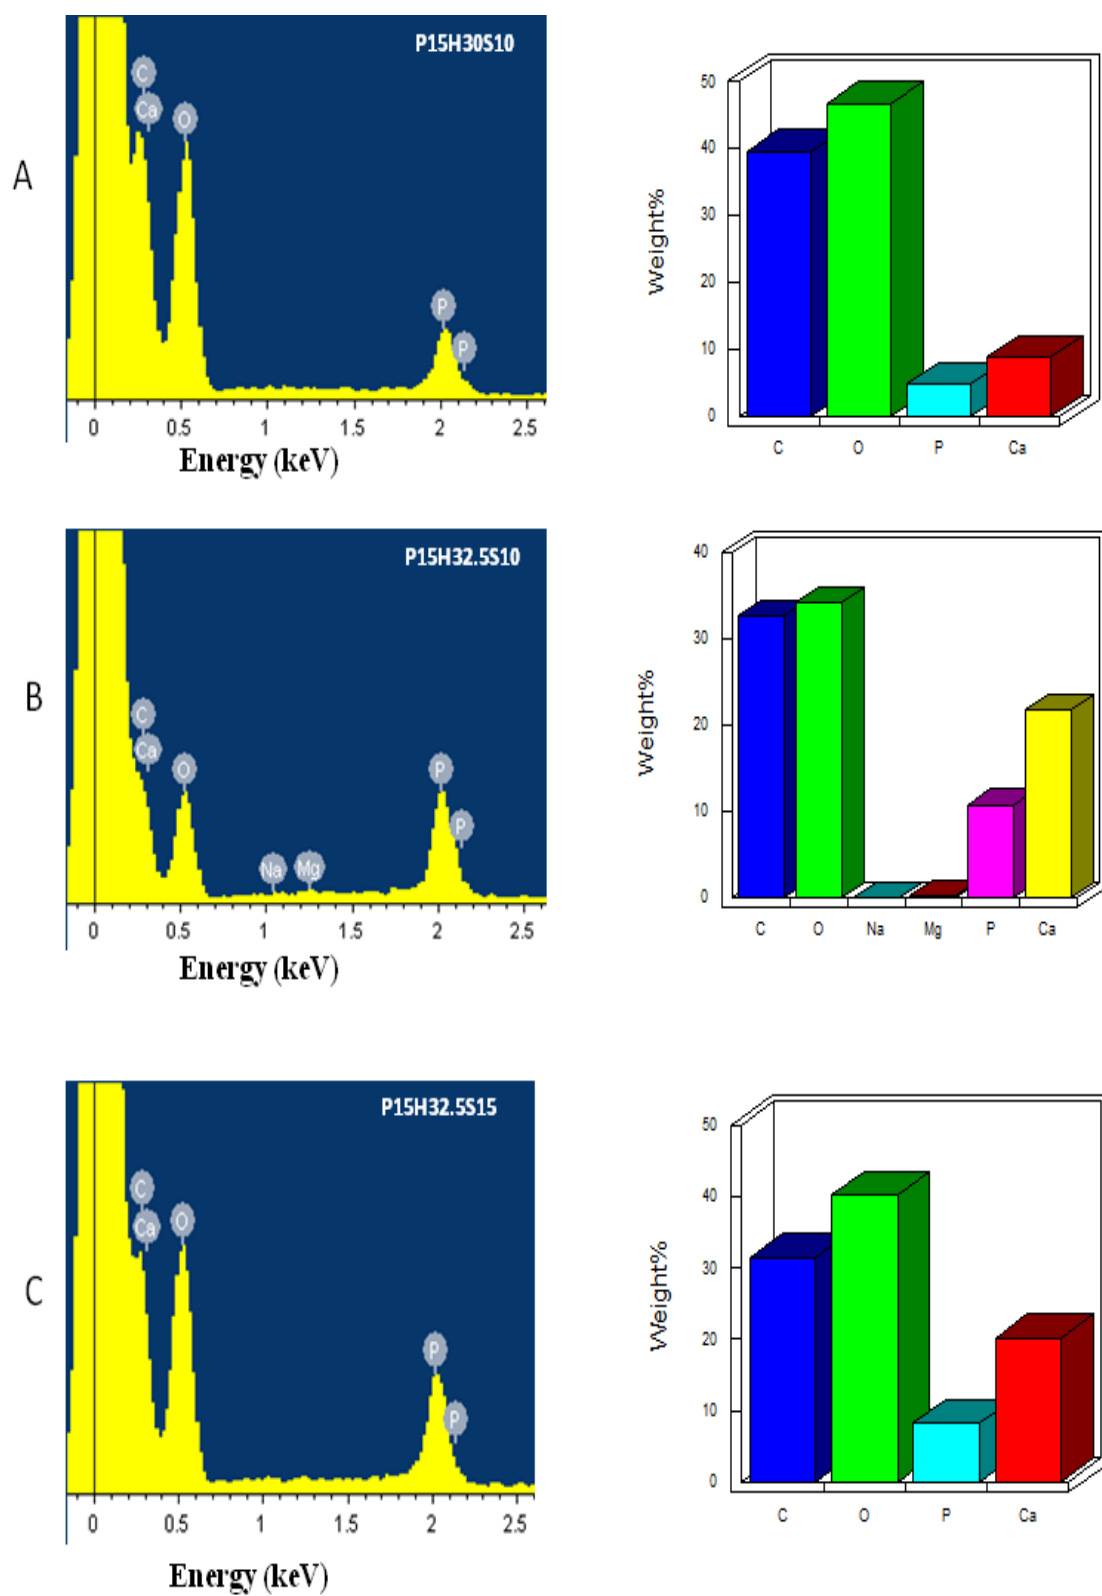 A
P15H30S10
C
Ca
O
P
P
0 0.5 1 1.5 2 2.5
Energy (keV)
Weight%
50
40
30
20
10
0
C O P Ca
B
P15H32.5S10
C
Ca
O
Na
Mg
P
P
0 0.5 1 1.5 2 2.5
Energy (keV)
Weight%
40
30
20
10
0
C O Na Mg P Ca
C
P15H32.5S15
C
Ca
O
P
P
0 0.5 1 1.5 2 2.5
Energy (keV)
Weight%
50
40
30
20
10
0
C O P Ca